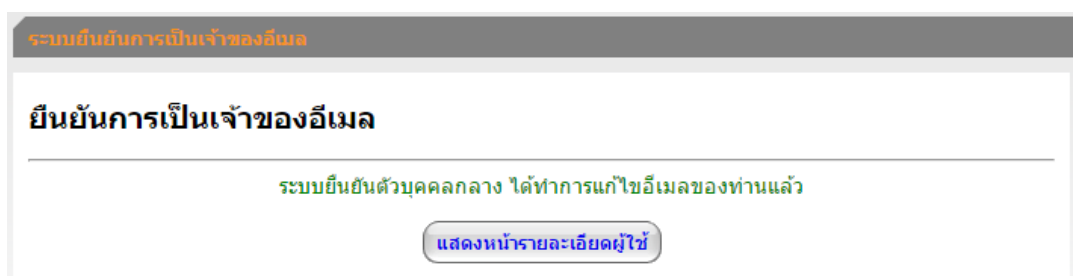 ระบบยืนยันการเป็นเจ้าของอีเมล
ยืนยันการเป็นเจ้าของอีเมล
ระบบยืนยันตัวบุคคลกลาง ได้ทำการแก้ไขอีเมลของท่านแล้ว
แสดงหน้ารายละเอียดผู้ใช้